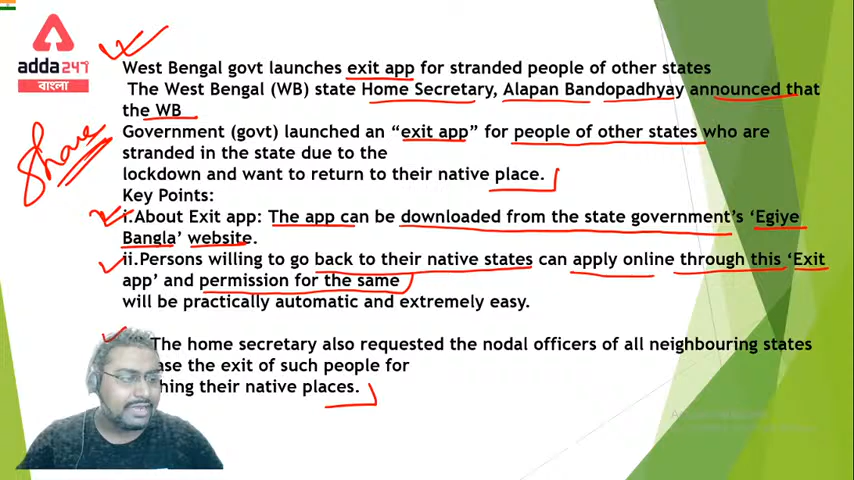 adda247
বাংলা
Share
West Bengal govt launches exit app for stranded people of other states
The West Bengal (WB) state Home Secretary, Alapan Bandopadhyay announced that
the WB
Government (govt) launched an “exit app” for people of other states who are
stranded in the state due to the
lockdown and want to return to their native place.
Key Points:
i.About Exit app: The app can be downloaded from the state government’s ‘Egiye
Bangla’ website.
ii.Persons willing to go back to their native states can apply online through this ‘Exit
app’ and permission for the same
will be practically automatic and extremely easy.
The home secretary also requested the nodal officers of all neighbouring states
the exit of such people for
their native places.